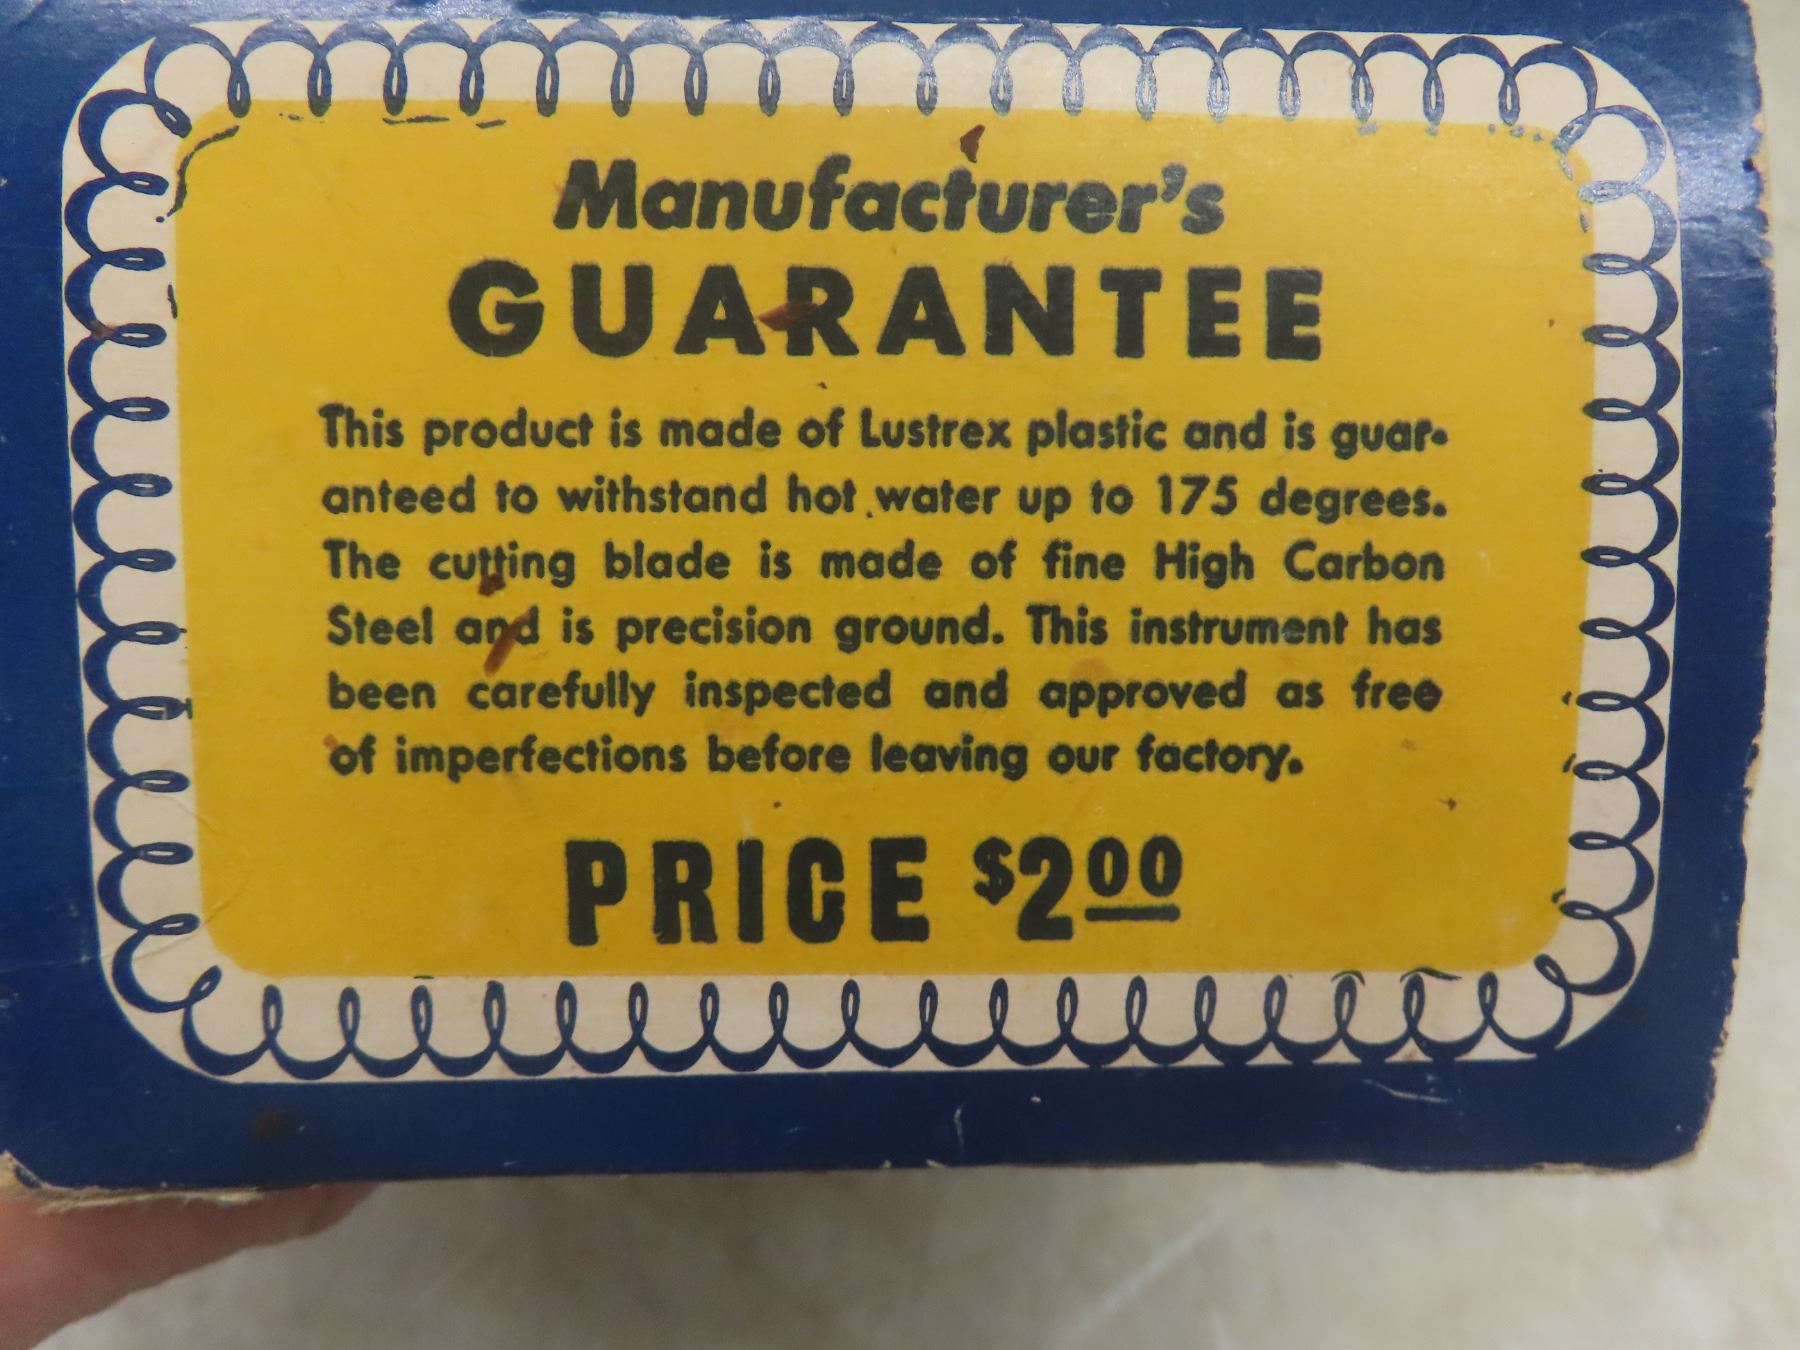 Manufacturer's
GUARANTEE
This product is made of Lustrex plastic and is guar-
anteed to withstand hot water up to 175 degrees.
The cutting blade is made of fine High Carbon
Steel and is precision ground. This instrument has
been carefully inspected and approved as free
of imperfections before leaving our factory.
PRICE $2.00